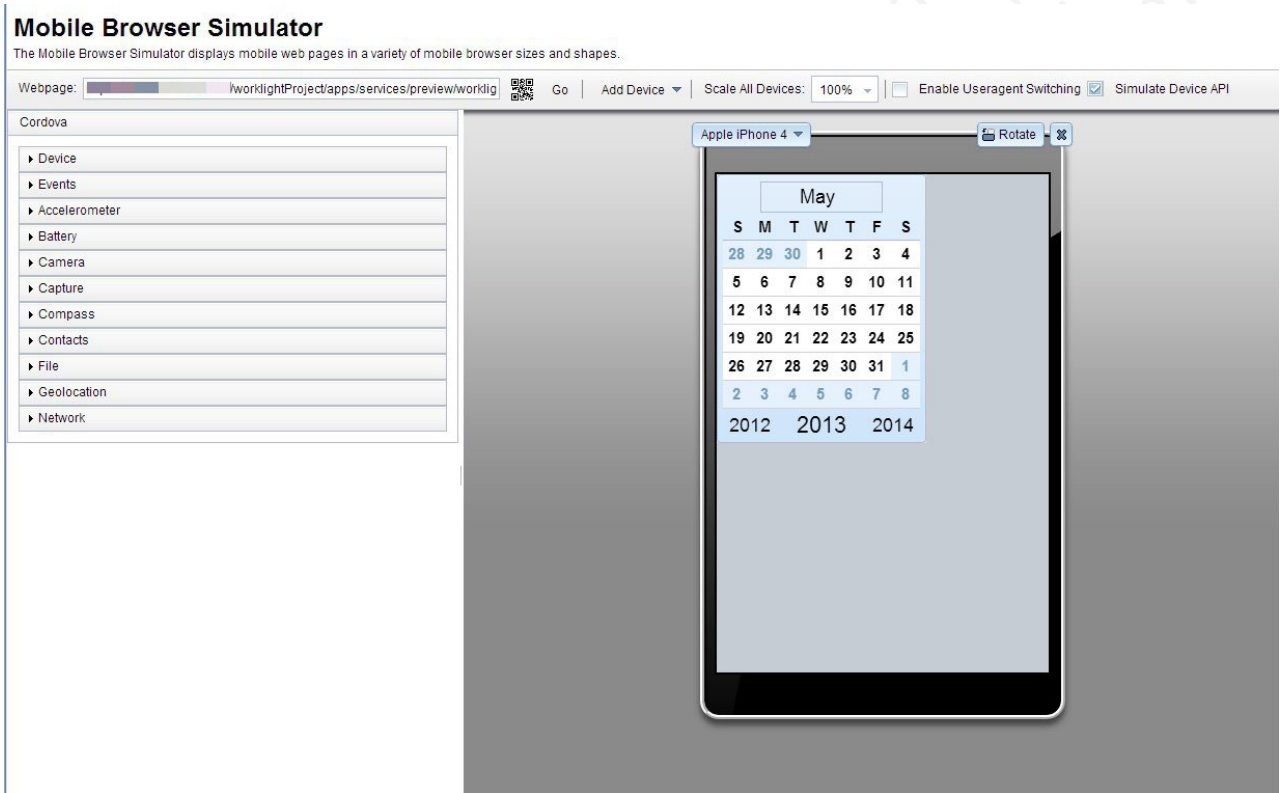 Mobile Browser Simulator
The Mobile Browser Simulator displays mobile web pages in a variety of mobile browser sizes and shapes.
Webpage: /worklightProject/apps/services/preview/worklig Go Add Device Scale All Devices: 100% Enable Useragent Switching Simulate Device API
Cordova
Device
Events
Accelerometer
Battery
Camera
Capture
Compass
Contacts
File
Geolocation
Network
Apple iPhone 4 Rotate
May
S M T W T F S
28 29 30 1 2 3 4
5 6 7 8 9 10 11
12 13 14 15 16 17 18
19 20 21 22 23 24 25
26 27 28 29 30 31 1
2 3 4 5 6 7 8
2012 2013 2014